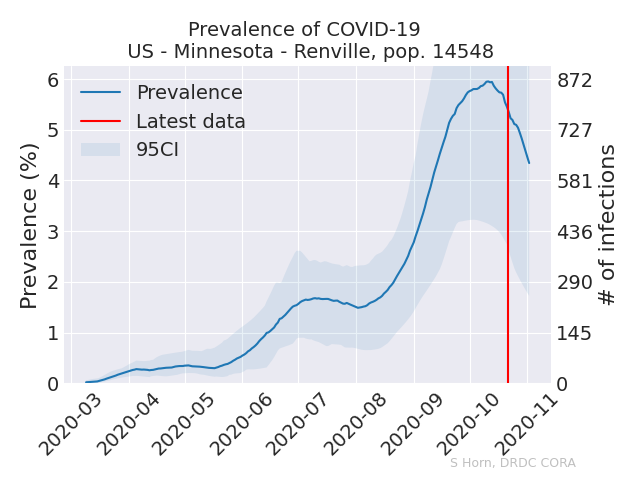 Prevalence of COVID-19
US - Minnesota - Renville, pop. 14548
Prevalence
Latest data
95CI
Prevalence (%)
6
5
4
3
2
1
0
872
727
581
436
290
145
0
# of infections
2020-03
2020-04
2020-05
2020-06
2020-07
2020-08
2020-09
2020-10
2020-11
S Horn, DRDC CORA